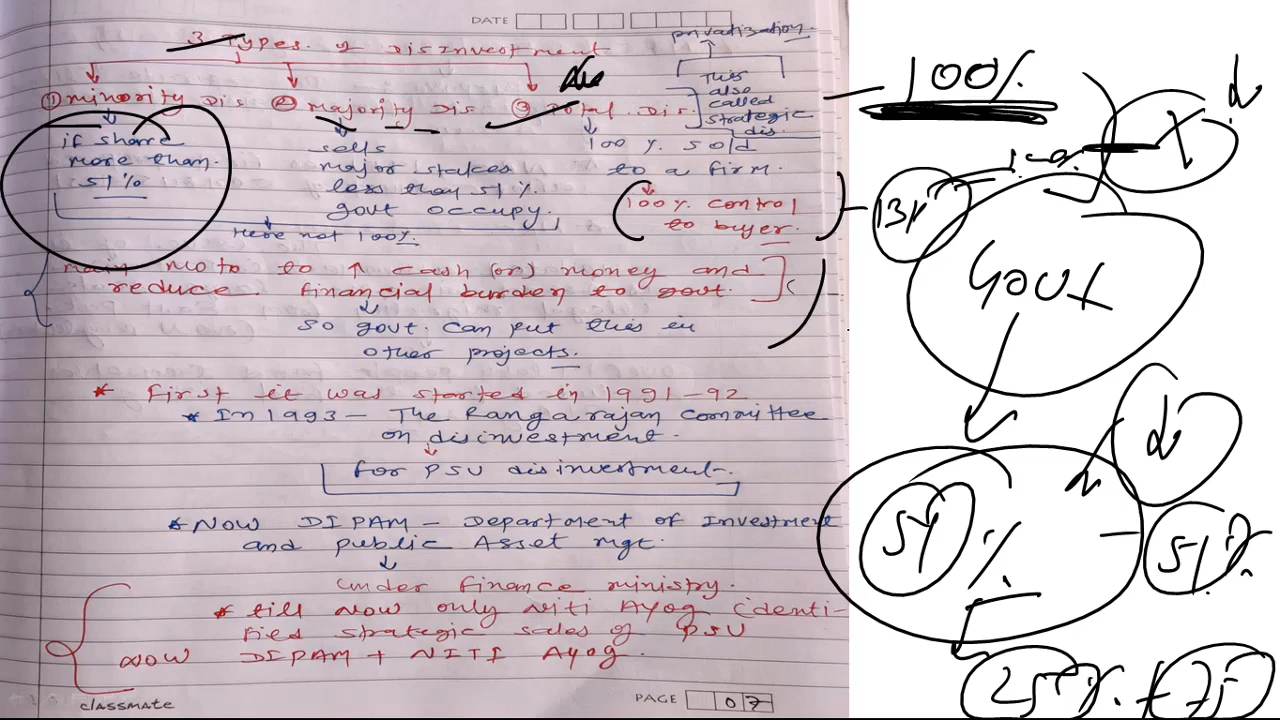 DATE
privatization.
3 Types of Disinvestment
① minority Dis ② majority Dis ③ Total Dis.
This
also
called
strategic
dis.
if share
more than
51%
sells
major stakes
less than 51%.
govt occupy.
100 %. sold
to a firm.
100%. control
to buyer.
Here not 100%.
main moto to ↑ cash (or) money and
reduce financial burden to govt.
so govt. can put this in
other projects.
* First it was started in 1991-92
* In 1993 - The Rangarajan Committee
on disinvestment.
for PSU disinvestment.
* Now DIPAM - Department of Investment
and public Asset mgt.
under finance ministry.
* till now only Niti Ayog identi-
fied strategic sales of PSU
now DIPAM + NITI Ayog.
classmate
PAGE 07
100%.
Govt
51 %.
51%.
25%. + 75